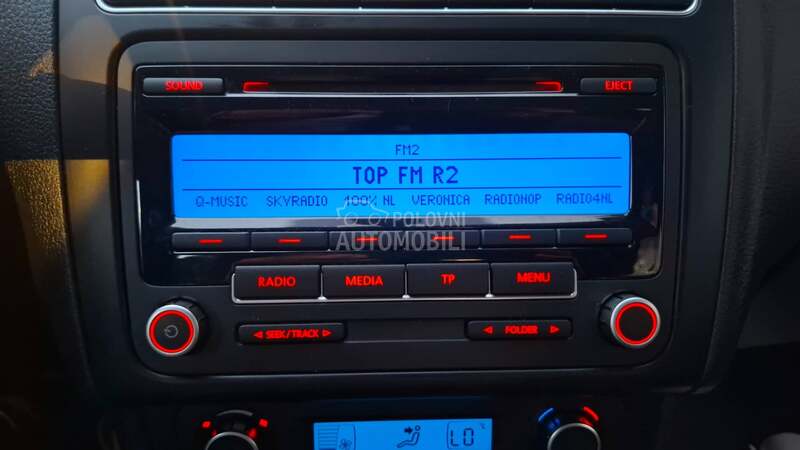 SOUND EJECT
FM2
TOP FM R2
Q-MUSIC SKYRADIO 100% NL VERONICA RADIONOP RADIO4NL
POLOVNI
AUTOMOBILI
RADIO MEDIA TP MENU
SEEK/TRACK FOLDER
LO